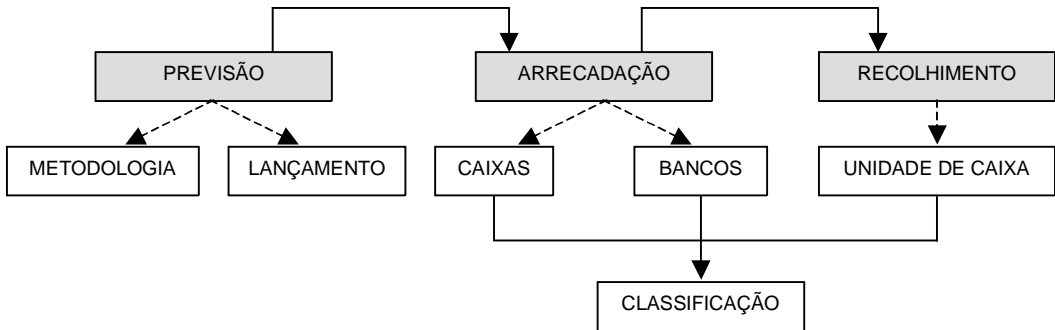 PREVISÃO
ARRECADAÇÃO
RECOLHIMENTO
METODOLOGIA
LANÇAMENTO
CAIXAS
BANCOS
UNIDADE DE CAIXA
CLASSIFICAÇÃO